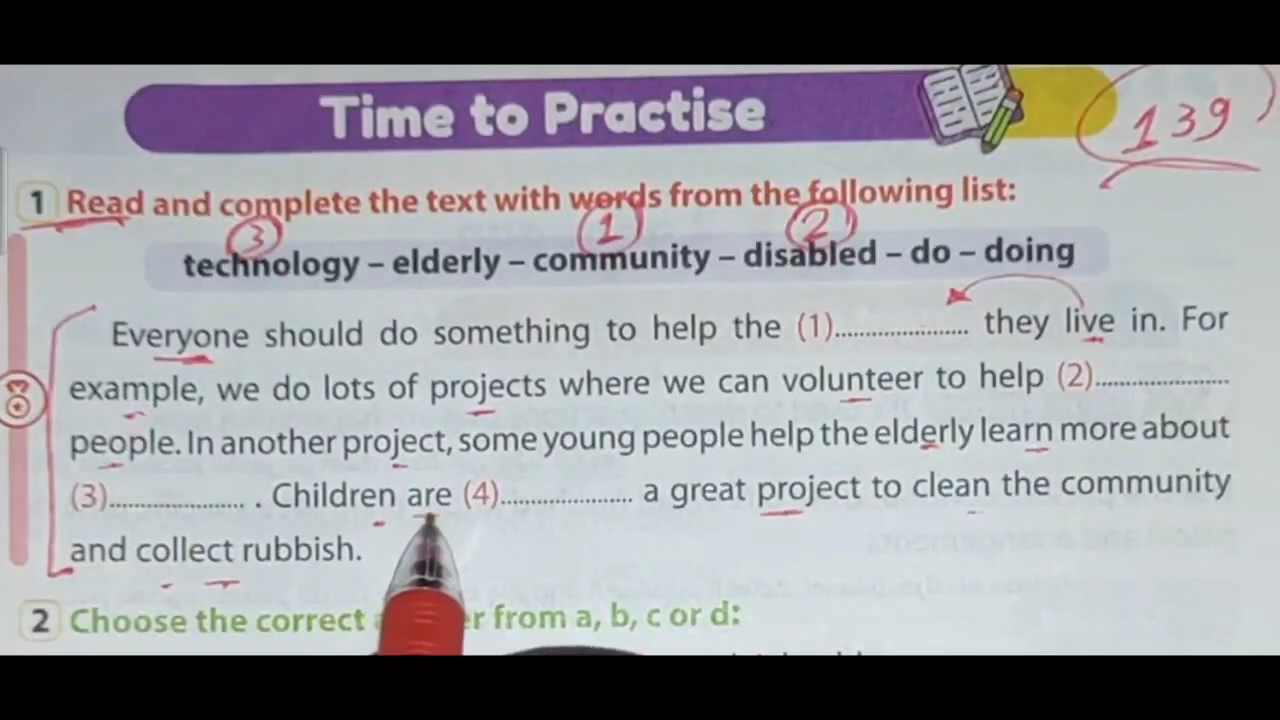 Time to Practise
139
1 Read and complete the text with words from the following list:
3 1 2
technology – elderly – community – disabled – do – doing
Everyone should do something to help the (1)...................... they live in. For
example, we do lots of projects where we can volunteer to help (2)......................
people. In another project, some young people help the elderly learn more about
(3)...................... . Children are (4)...................... a great project to clean the community
and collect rubbish.
2 Choose the correct from a, b, c or d: